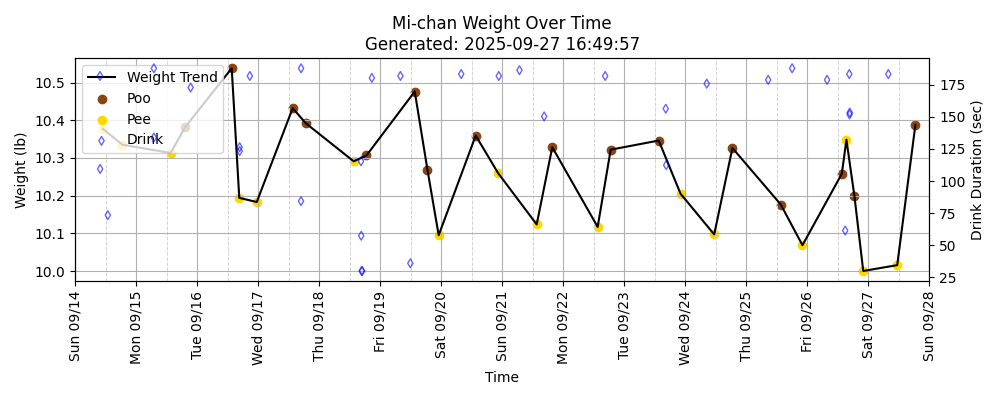 Mi-chan Weight Over Time
Generated: 2025-09-27 16:49:57
Weight (lb)
10.5
10.4
10.3
10.2
10.1
10.0
Weight Trend
Poo
Pee
Drink
175
150
125
100
75
50
25
Drink Duration (sec)
Sun 09/14
Mon 09/15
Tue 09/16
Wed 09/17
Thu 09/18
Fri 09/19
Sat 09/20
Sun 09/21
Mon 09/22
Tue 09/23
Wed 09/24
Thu 09/25
Fri 09/26
Sat 09/27
Sun 09/28
Time